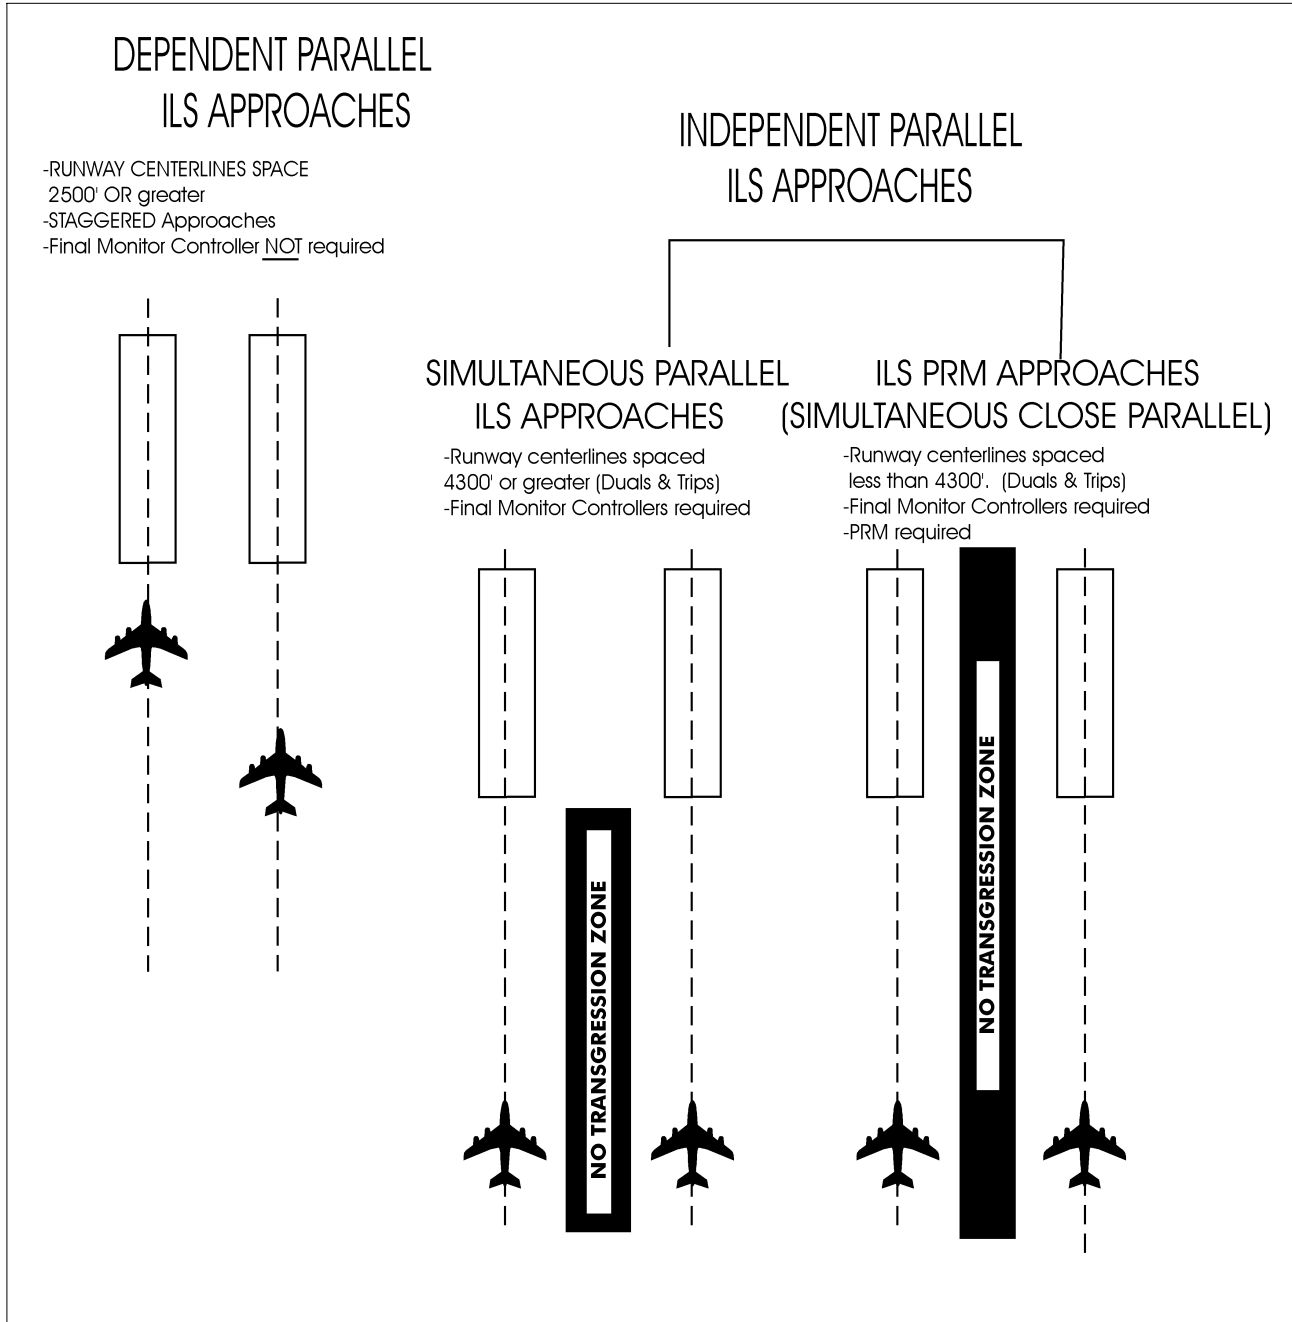 DEPENDENT PARALLEL
ILS APPROACHES
-RUNWAY CENTERLINES SPACE
2500' OR greater
-STAGGERED Approaches
-Final Monitor Controller NOT required
INDEPENDENT PARALLEL
ILS APPROACHES
SIMULTANEOUS PARALLEL
ILS APPROACHES
-Runway centerlines spaced
4300' or greater (Duals & Trips)
-Final Monitor Controllers required
NO TRANSGRESSION ZONE
ILS PRM APPROACHES
(SIMULTANEOUS CLOSE PARALLEL)
-Runway centerlines spaced
less than 4300'. (Duals & Trips)
-Final Monitor Controllers required
-PRM required
NO TRANSGRESSION ZONE